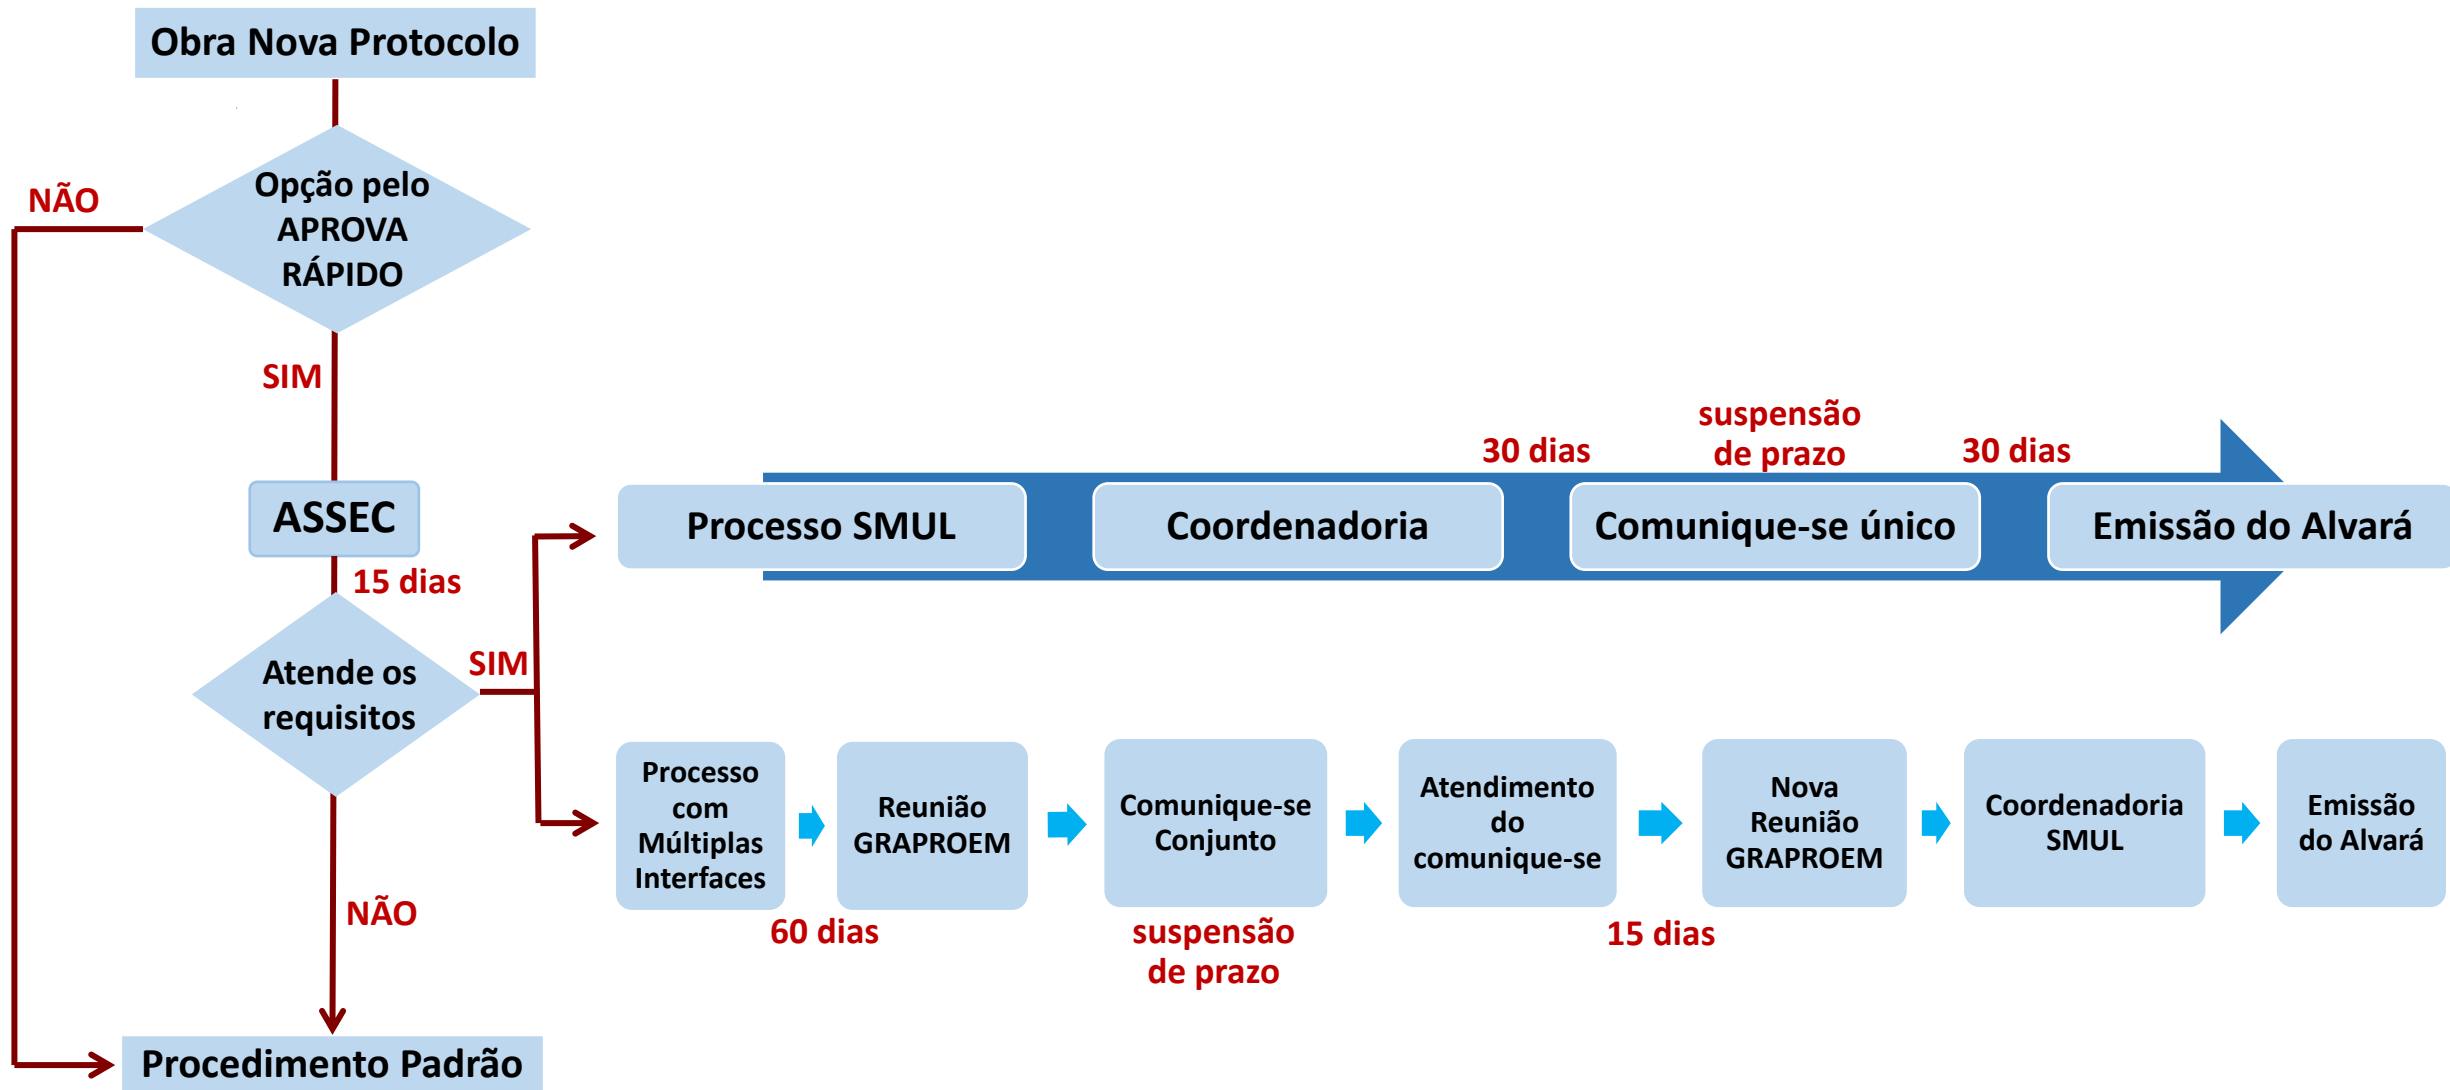 Obra Nova Protocolo
Opção pelo
APROVA
RÁPIDO
NÃO
SIM
ASSEC
15 dias
Atende os
requisitos
SIM
NÃO
Procedimento Padrão
30 dias
suspensão
de prazo
30 dias
Processo SMUL
Coordenadoria
Comunique-se único
Emissão do Alvará
Processo
com
Múltiplas
Interfaces
Reunião
GRAPROEM
Comunique-se
Conjunto
Atendimento
do
comunique-se
Nova
Reunião
GRAPROEM
Coordenadoria
SMUL
Emissão
do Alvará
60 dias
suspensão
de prazo
15 dias